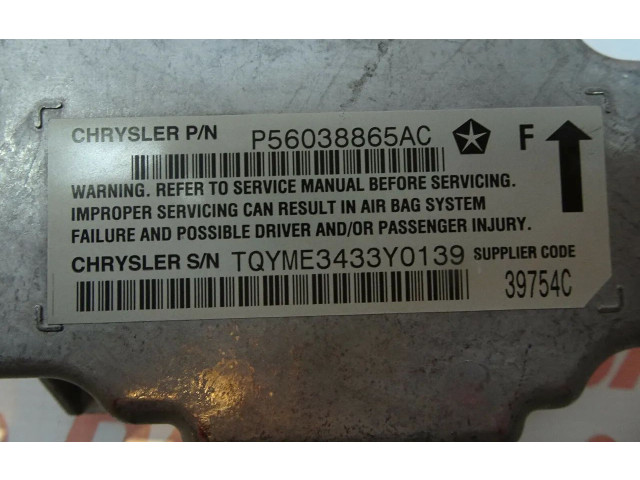 CHRYSLER P/N P56038865AC F
WARNING. REFER TO SERVICE MANUAL BEFORE SERVICING.
IMPROPER SERVICING CAN RESULT IN AIR BAG SYSTEM
FAILURE AND POSSIBLE DRIVER AND/OR PASSENGER INJURY.
CHRYSLER S/N TQYME3433Y0139 SUPPLIER CODE
39754C